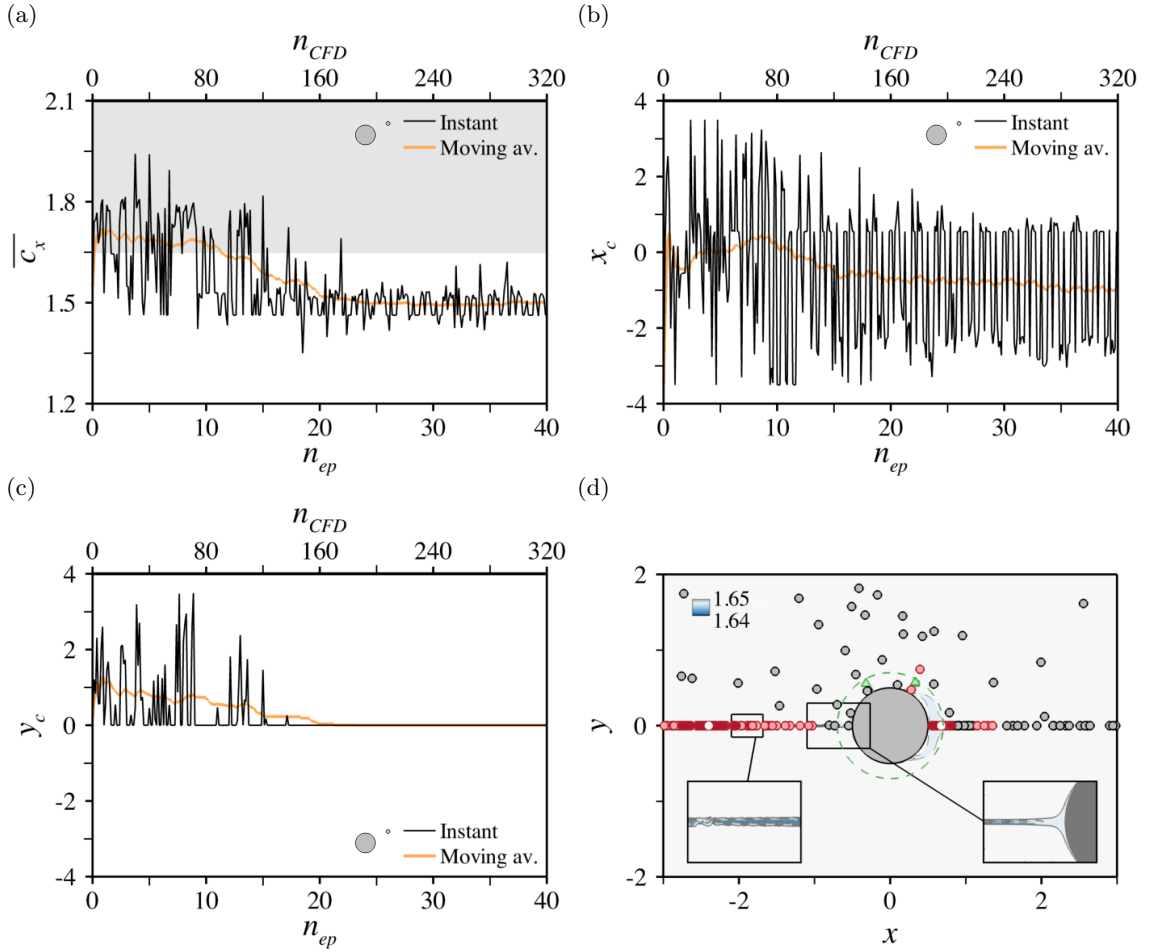 (a)
n_CFD
0 80 160 240 320
2.1
1.8
1.5
1.2
c_x
Instant
Moving av.
0 10 20 30 40
n_ep
(b)
n_CFD
0 80 160 240 320
4
2
0
-2
-4
x_c
Instant
Moving av.
0 10 20 30 40
n_ep
(c)
n_CFD
0 80 160 240 320
4
2
0
-2
-4
y_c
Instant
Moving av.
0 10 20 30 40
n_ep
(d)
2
0
-2
y
1.65
1.64
-2 0 2
x